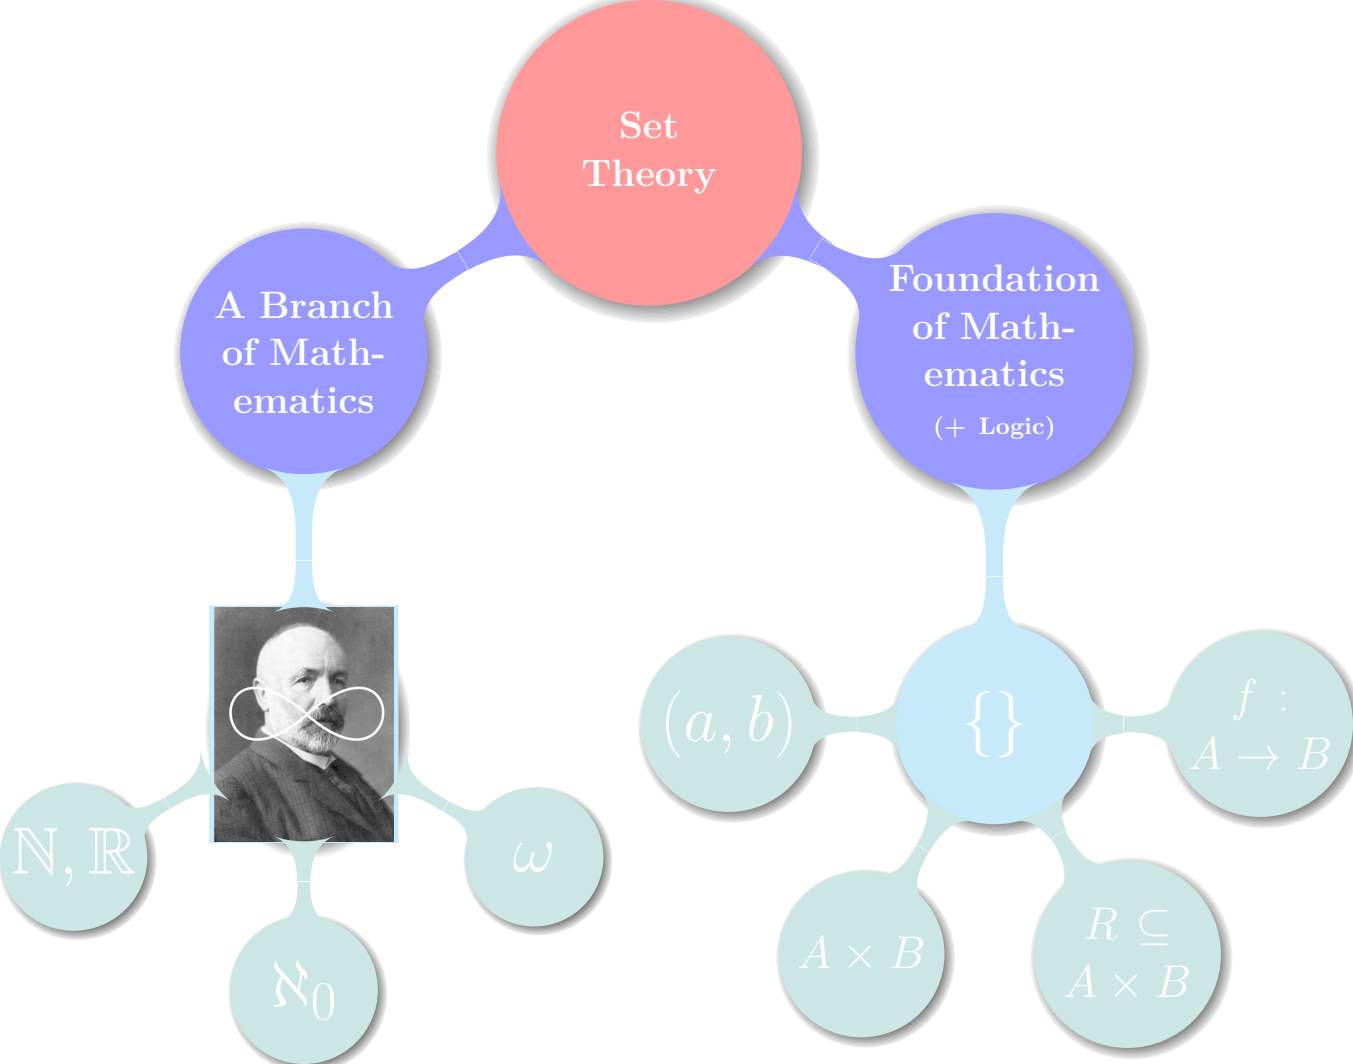 Set
Theory
A Branch
of Math-
ematics
Foundation
of Math-
ematics
(+ Logic)
∞
ℕ, ℝ
ℵ₀
ω
{}
(a, b)
A × B
R ⊆
A × B
f :
A → B